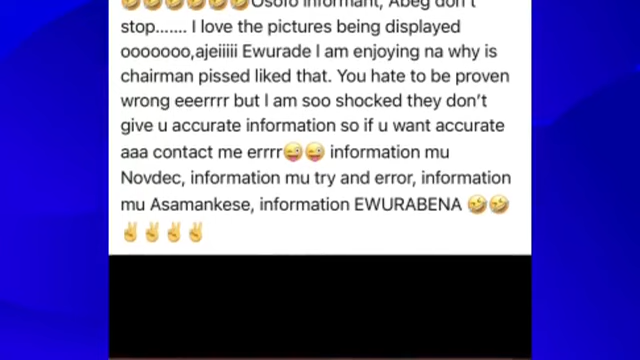 🤣🤣🤣🤣🤣🤣Osofo informant, Abeg don't
stop....... I love the pictures being displayed
ooooooo,ajeiiiii Ewurade I am enjoying na why is
chairman pissed liked that. You hate to be proven
wrong eeerrrr but I am soo shocked they don't
give u accurate information so if u want accurate
aaa contact me errrr😜😜 information mu
Novdec, information mu try and error, information
mu Asamankese, information EWURABENA 🤣🤣
✌️✌️✌️✌️